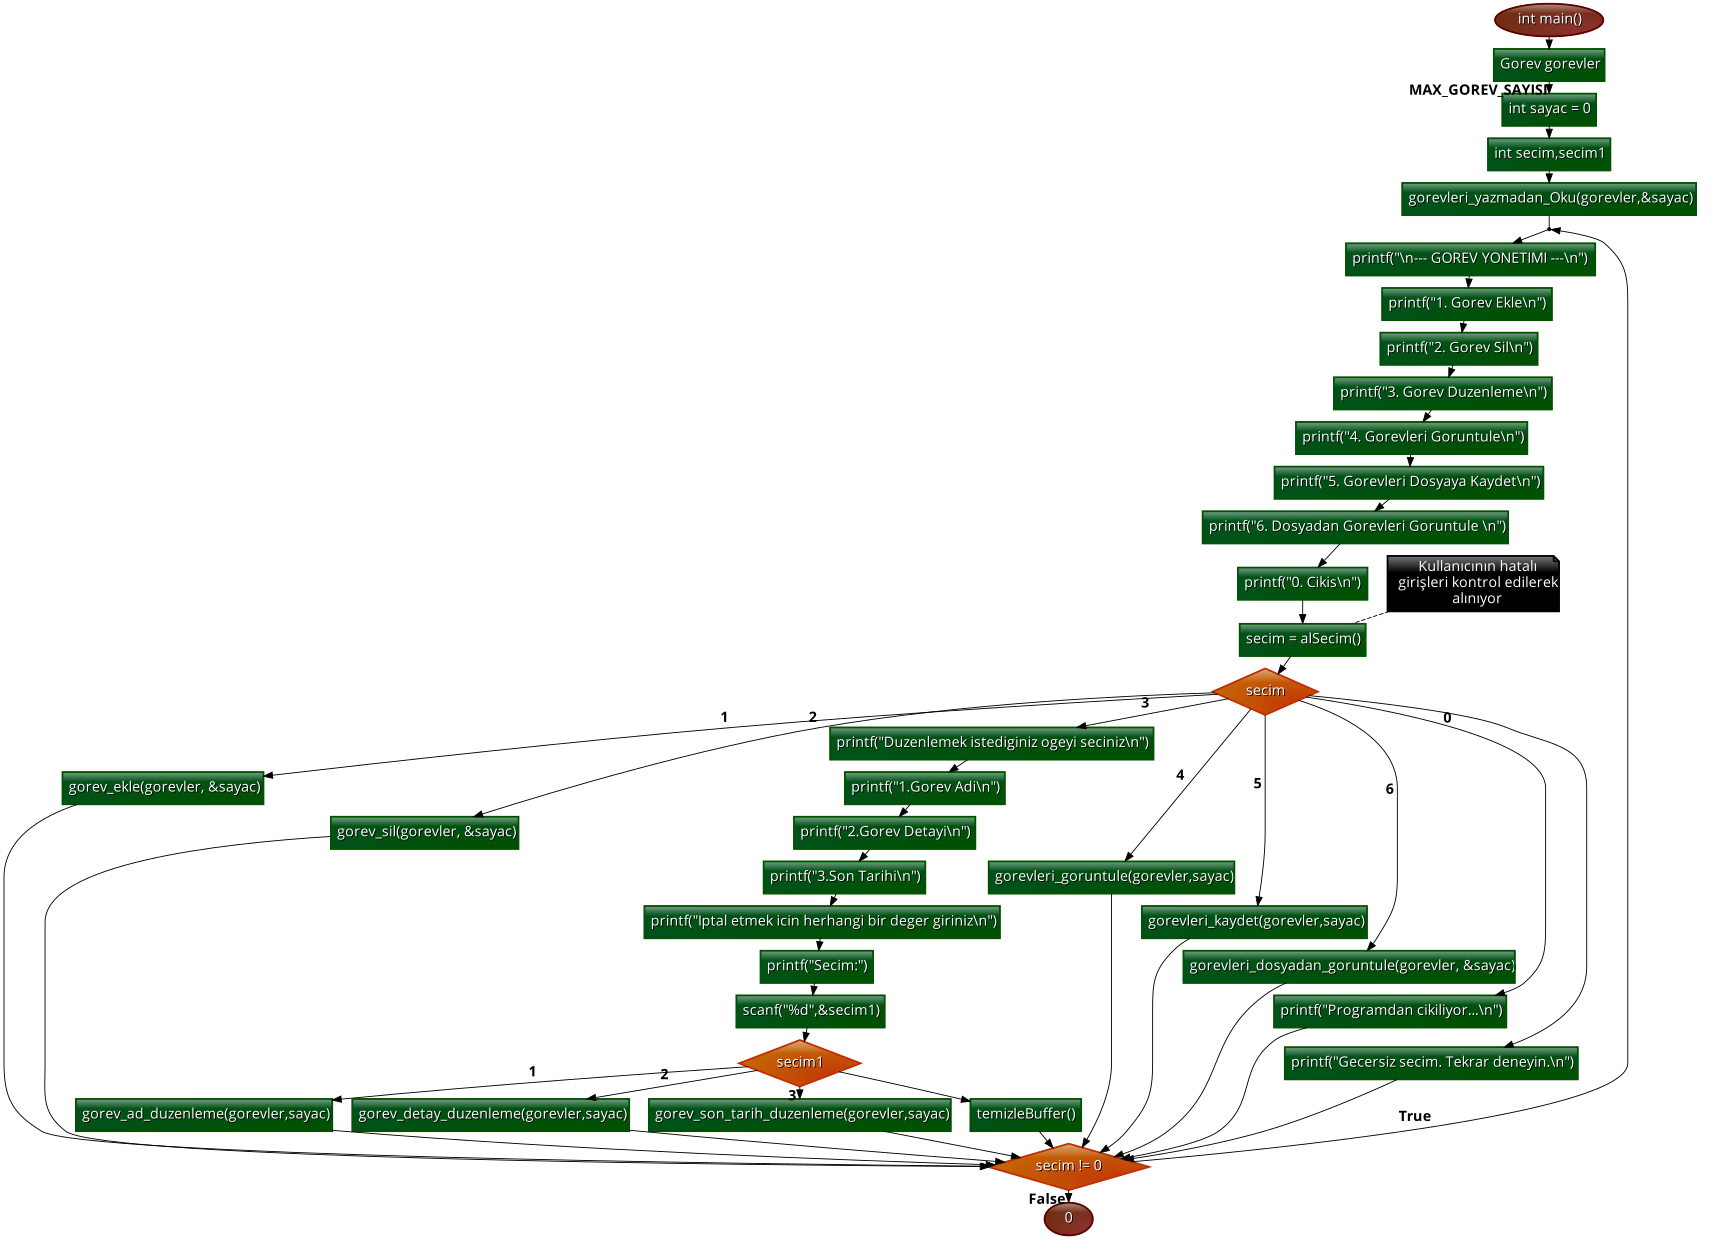 int main()
Gorev gorevler
MAX_GOREV_SAYISI
int sayac = 0
int secim,secim1
gorevleri_yazmadan_Oku(gorevler,&sayac)
printf("\n--- GOREV YONETIMI ---\n")
printf("1. Gorev Ekle\n")
printf("2. Gorev Sil\n")
printf("3. Gorev Duzenleme\n")
printf("4. Gorevleri Goruntule\n")
printf("5. Gorevleri Dosyaya Kaydet\n")
printf("6. Dosyadan Gorevleri Goruntule \n")
printf("0. Cikis\n")
Kullanıcının hatalı
girişleri kontrol edilerek
alınıyor
secim = alSecim()
secim
1
2
3
4
5
6
0
gorev_ekle(gorevler, &sayac)
gorev_sil(gorevler, &sayac)
printf("Duzenlemek istediginiz ogeyi seciniz\n")
printf("1.Gorev Adi\n")
printf("2.Gorev Detayi\n")
printf("3.Son Tarihi\n")
printf("Iptal etmek icin herhangi bir deger giriniz\n")
printf("Secim:")
scanf("%d",&secim1)
secim1
1
2
3
gorev_ad_duzenleme(gorevler,sayac)
gorev_detay_duzenleme(gorevler,sayac)
gorev_son_tarih_duzenleme(gorevler,sayac)
temizleBuffer()
gorevleri_goruntule(gorevler,sayac)
gorevleri_kaydet(gorevler,sayac)
gorevleri_dosyadan_goruntule(gorevler, &sayac)
printf("Programdan cikiliyor...\n")
printf("Gecersiz secim. Tekrar deneyin.\n")
True
secim != 0
False
0